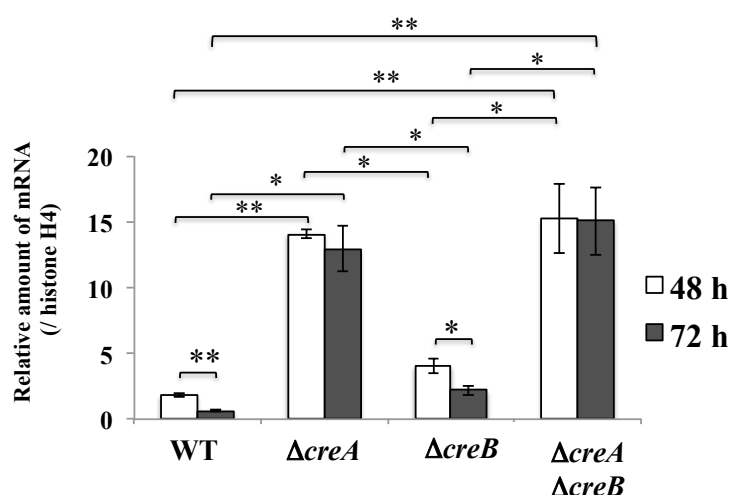 **
*
**
*
*
*
*
**
20
15
10
5
0
Relative amount of mRNA
(/ histone H4)
**
*
48 h
72 h
WT
ΔcreA
ΔcreB
ΔcreA
ΔcreB